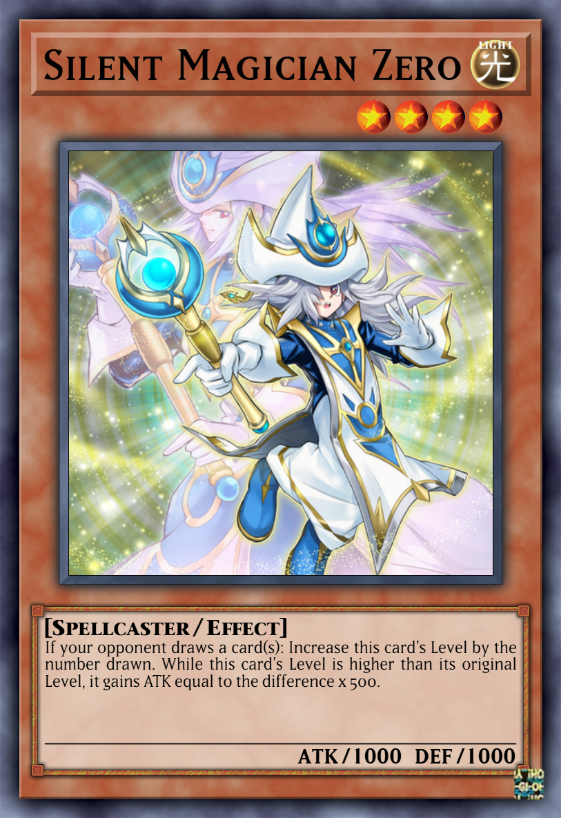 Silent Magician Zero
LIGHT
光
[Spellcaster/Effect]
If your opponent draws a card(s): Increase this card's Level by the
number drawn. While this card's Level is higher than its original
Level, it gains ATK equal to the difference x 500.
ATK/1000 DEF/1000